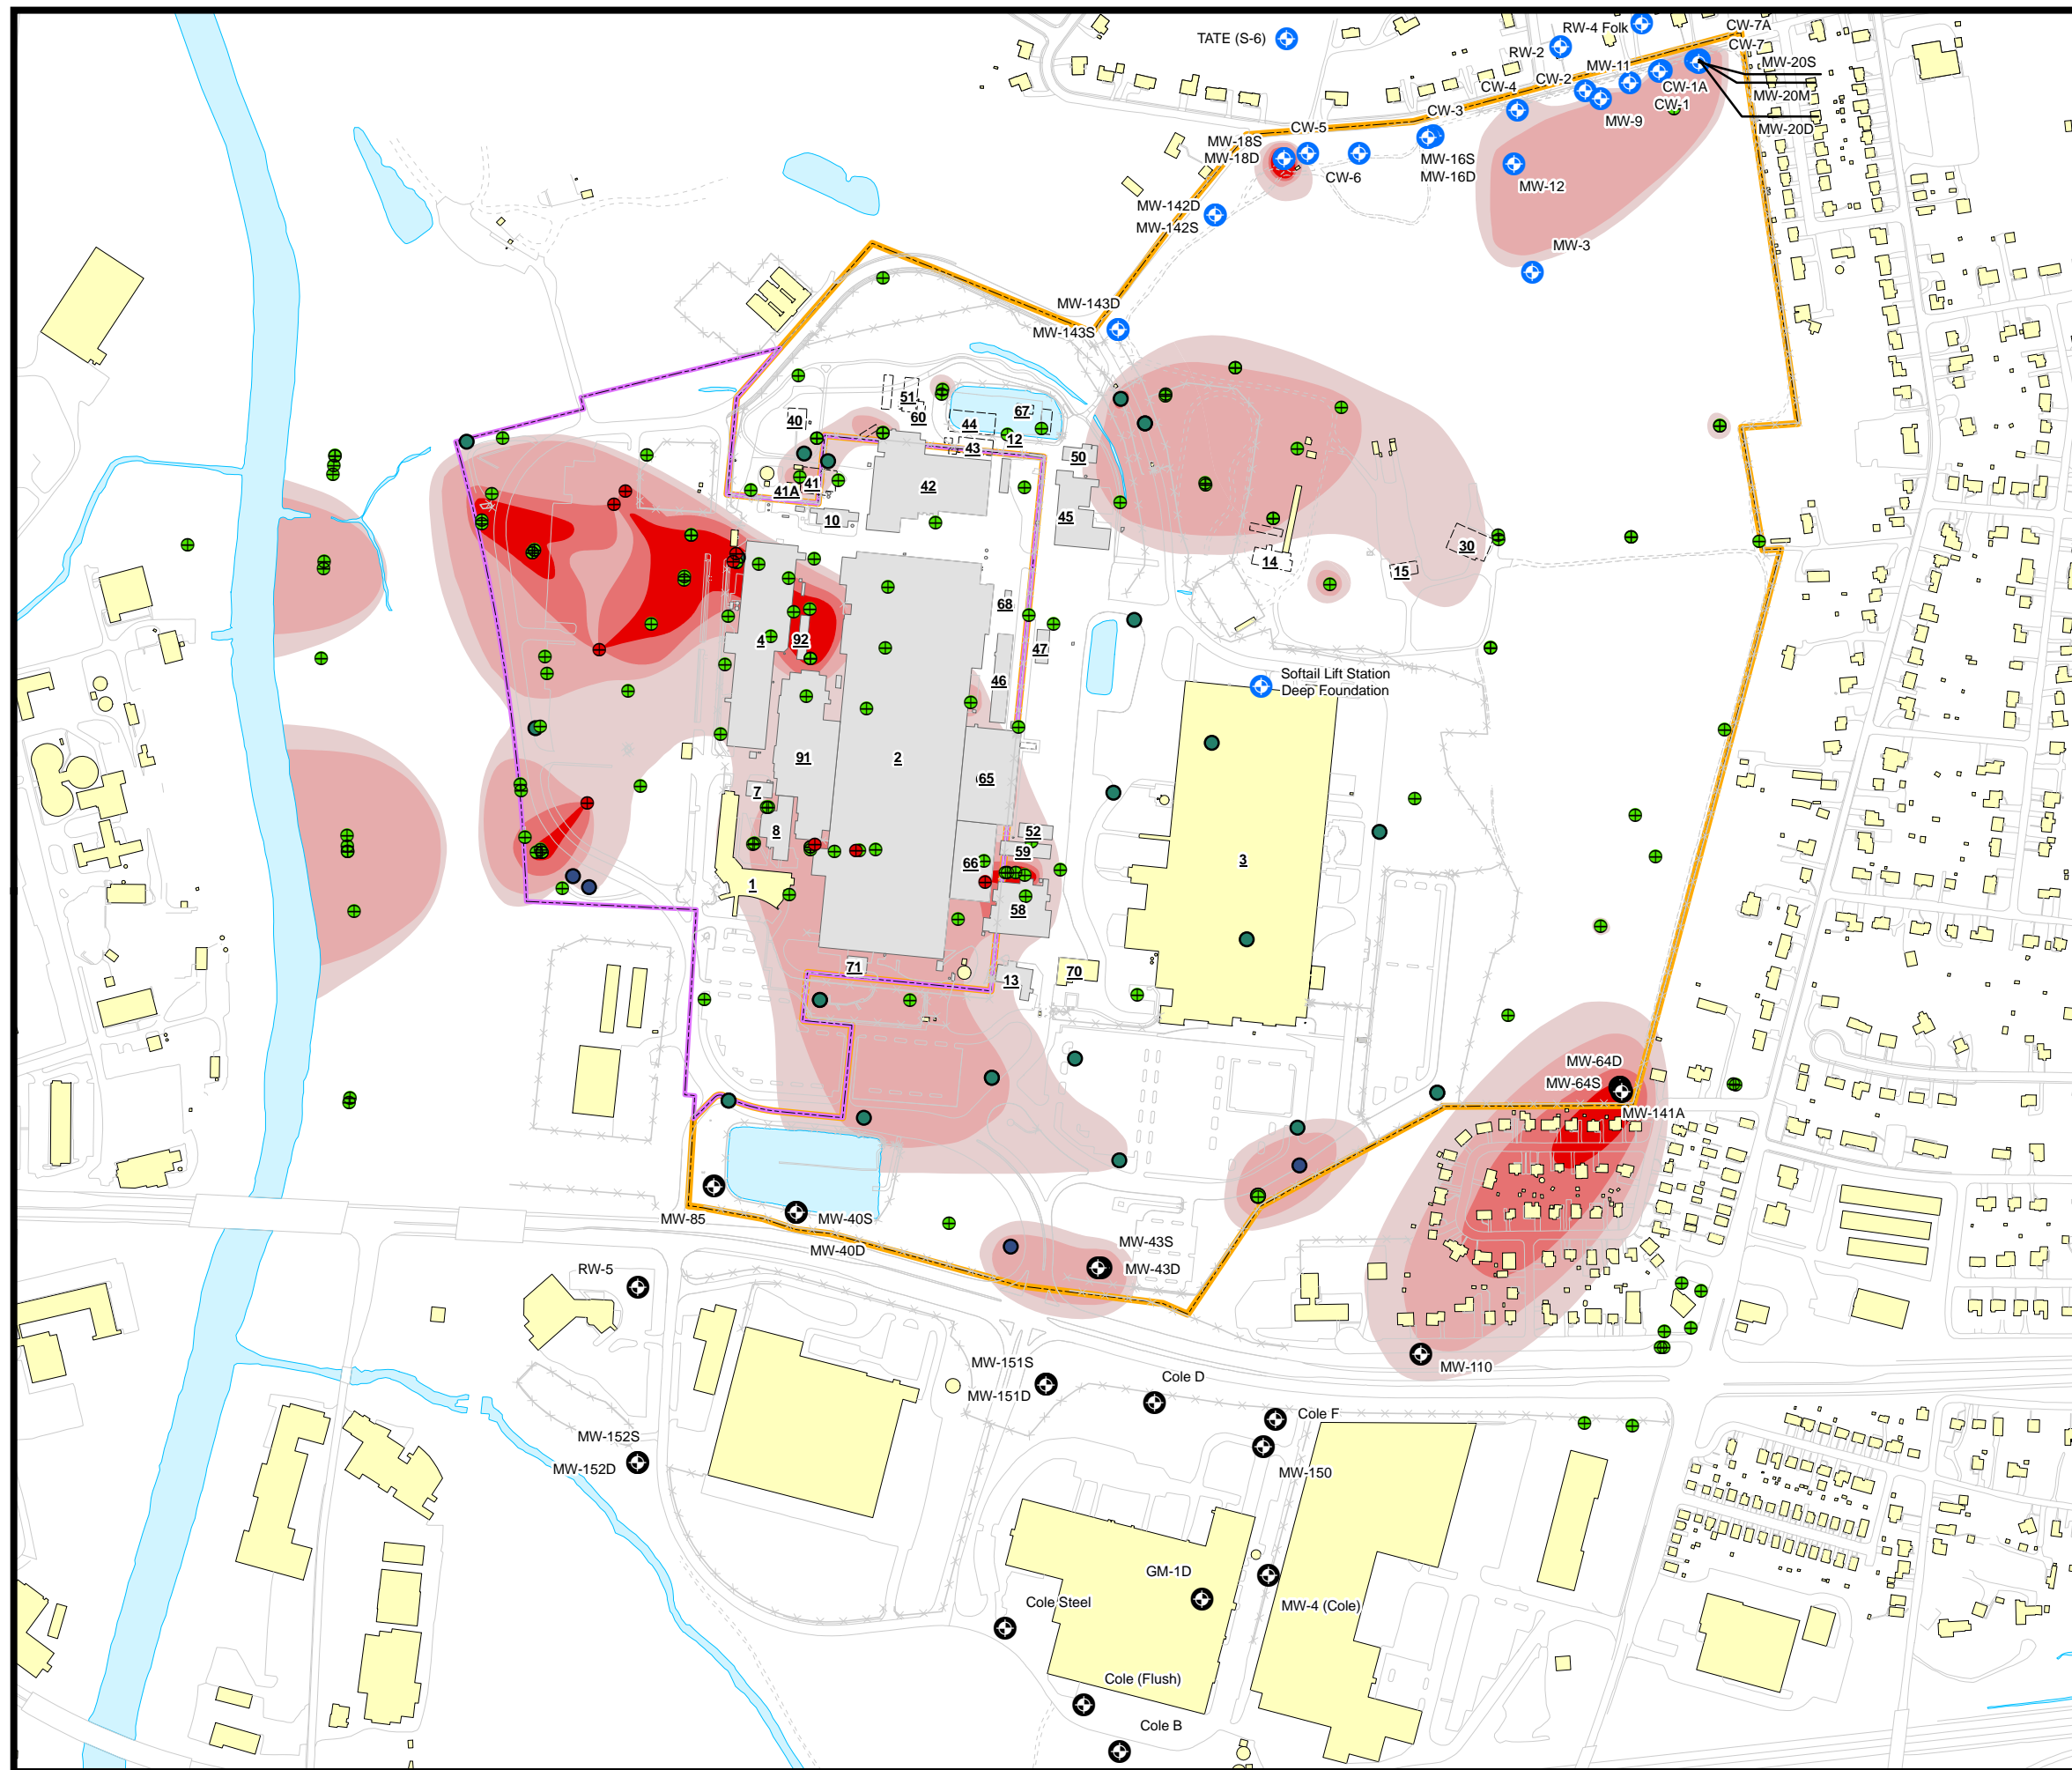 CW-7A
RW-4 Folk
TATE (S-6)
CW-7
RW-2
MW-20S
MW-11
CW-2
CW-4
CW-1A
MW-20M
CW-1
CW-3
MW-9
MW-20D
CW-5
MW-18S
MW-18D
MW-16S
MW-16D
CW-6
MW-12
MW-142D
MW-142S
MW-3
MW-143D
MW-143S
51
60
67
40
44
12
43
50
41
41A
42
10
45
30
14
15
68
4
92
47
46
Softail Lift Station
Deep Foundation
91
2
65
7
8
52
59
66
3
1
58
71
13
70
MW-64D
MW-64S
MW-141A
MW-85
MW-40S
MW-40D
MW-43S
MW-43D
RW-5
MW-151S
MW-151D
MW-110
Cole D
Cole F
MW-152S
MW-152D
MW-150
GM-1D
Cole Steel
MW-4 (Cole)
Cole (Flush)
Cole B